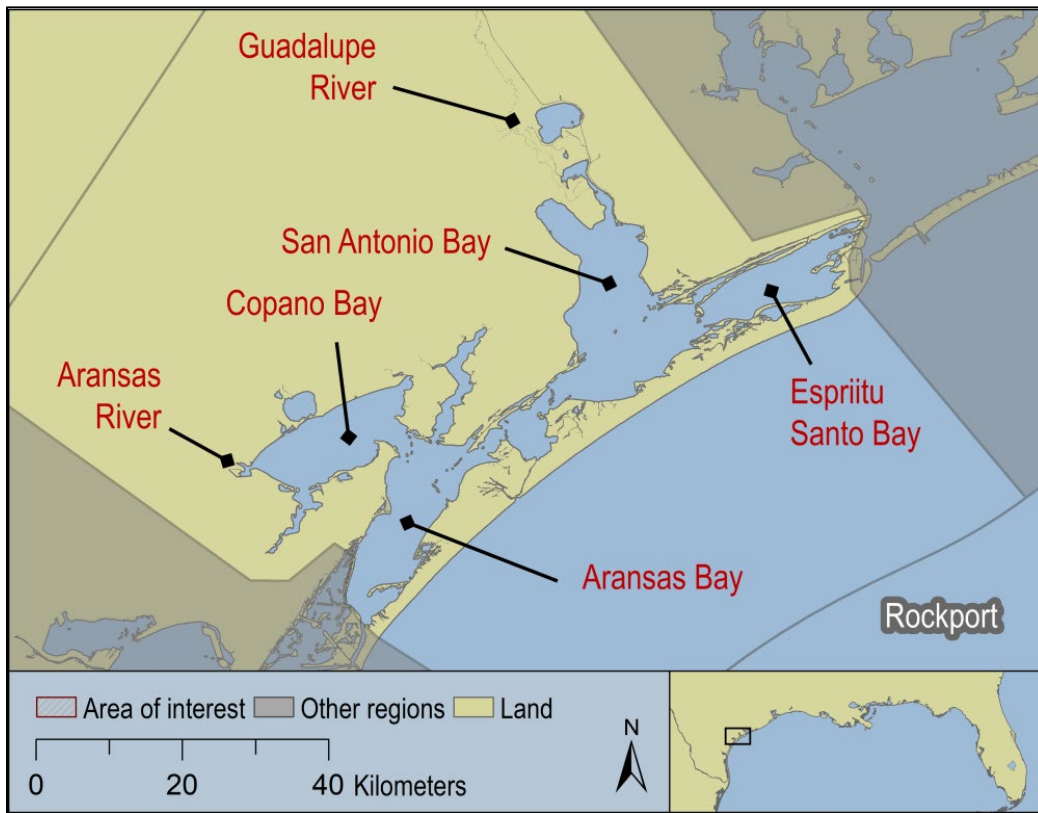 Guadalupe
River
San Antonio Bay
Copano Bay
Aransas
River
Espriitu
Santo Bay
Aransas Bay
Rockport
Area of interest Other regions Land
N
0 20 40 Kilometers